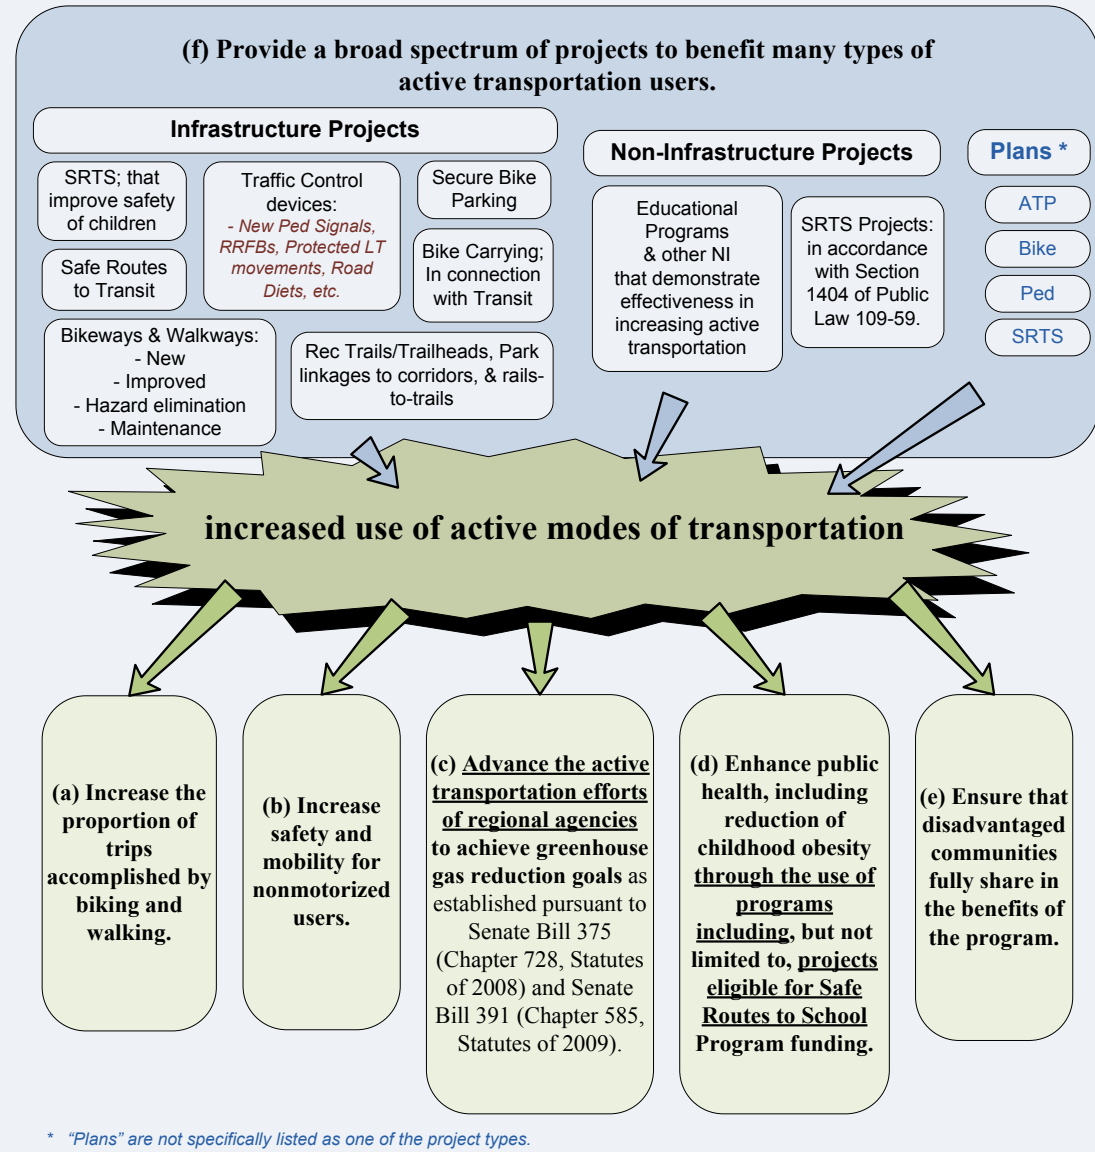 (f) Provide a broad spectrum of projects to benefit many types of
active transportation users.
Infrastructure Projects
SRTS; that
improve safety
of children
Traffic Control
devices:
- New Ped Signals,
RRFBs, Protected LT
movements, Road
Diets, etc.
Secure Bike
Parking
Safe Routes
to Transit
Bike Carrying;
In connection
with Transit
Bikeways & Walkways:
- New
- Improved
- Hazard elimination
- Maintenance
Rec Trails/Trailheads, Park
linkages to corridors, & rails-
to-trails
Non-Infrastructure Projects
Educational
Programs
& other NI
that demonstrate
effectiveness in
increasing active
transportation
SRTS Projects:
in accordance
with Section
1404 of Public
Law 109-59.
Plans *
ATP
Bike
Ped
SRTS
increased use of active modes of transportation
(a) Increase the
proportion of
trips
accomplished by
biking and
walking.
(b) Increase
safety and
mobility for
nonmotorized
users.
(c) Advance the active
transportation efforts
of regional agencies
to achieve greenhouse
gas reduction goals as
established pursuant to
Senate Bill 375
(Chapter 728, Statutes
of 2008) and Senate
Bill 391 (Chapter 585,
Statutes of 2009).
(d) Enhance public
health, including
reduction of
childhood obesity
through the use of
programs
including, but not
limited to, projects
eligible for Safe
Routes to School
Program funding.
(e) Ensure that
disadvantaged
communities
fully share in
the benefits of
the program.
* “Plans” are not specifically listed as one of the project types.